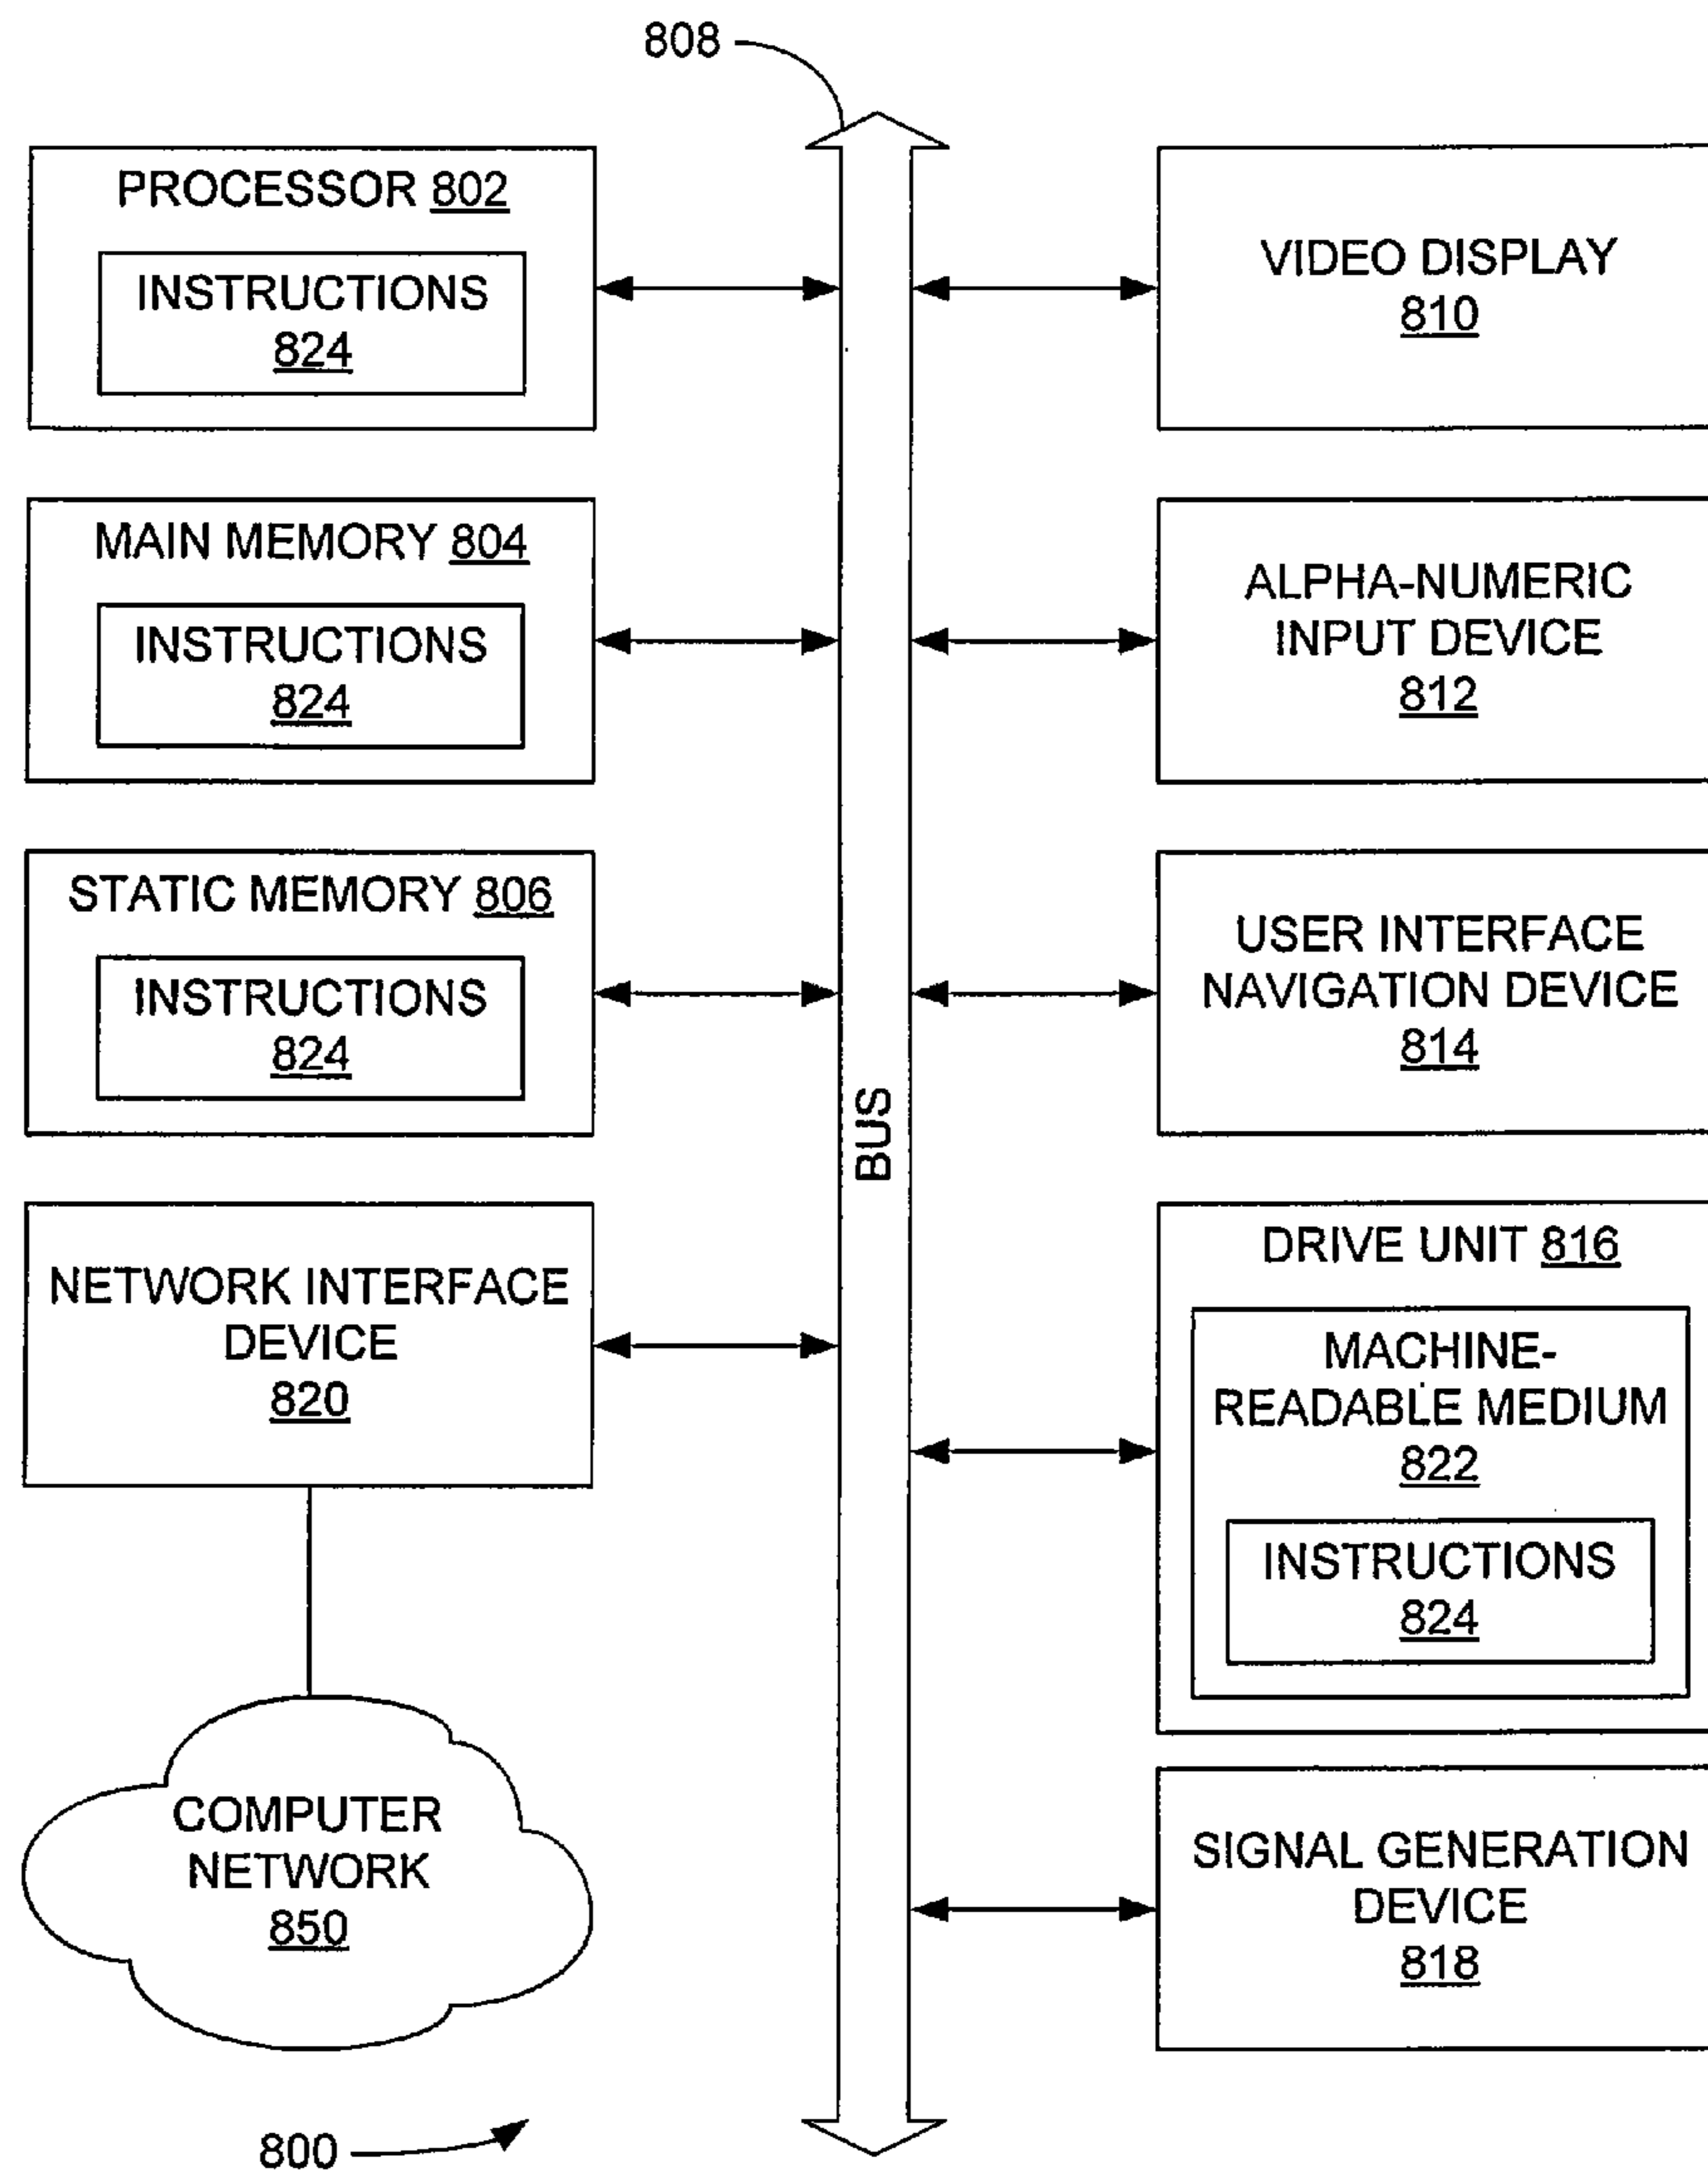 808
PROCESSOR 802
INSTRUCTIONS
824
MAIN MEMORY 804
INSTRUCTIONS
824
STATIC MEMORY 806
INSTRUCTIONS
824
NETWORK INTERFACE
DEVICE
820
COMPUTER
NETWORK
850
800
BUS
VIDEO DISPLAY
810
ALPHA-NUMERIC
INPUT DEVICE
812
USER INTERFACE
NAVIGATION DEVICE
814
DRIVE UNIT 816
MACHINE-
READABLE MEDIUM
822
INSTRUCTIONS
824
SIGNAL GENERATION
DEVICE
818